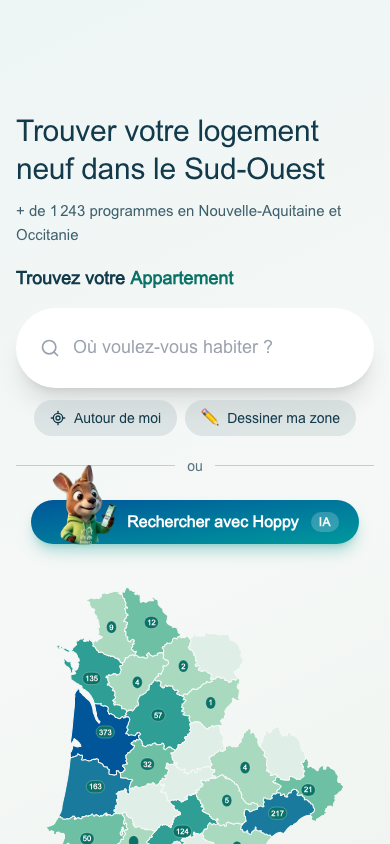 Trouver votre logement
neuf dans le Sud-Ouest
+ de 1 243 programmes en Nouvelle-Aquitaine et
Occitanie
Trouvez votre Appartement
Où voulez-vous habiter ?
Autour de moi
Dessiner ma zone
ou
Rechercher avec Hoppy IA
9
12
2
135
4
1
57
373
32
4
163
5
21
217
124
50